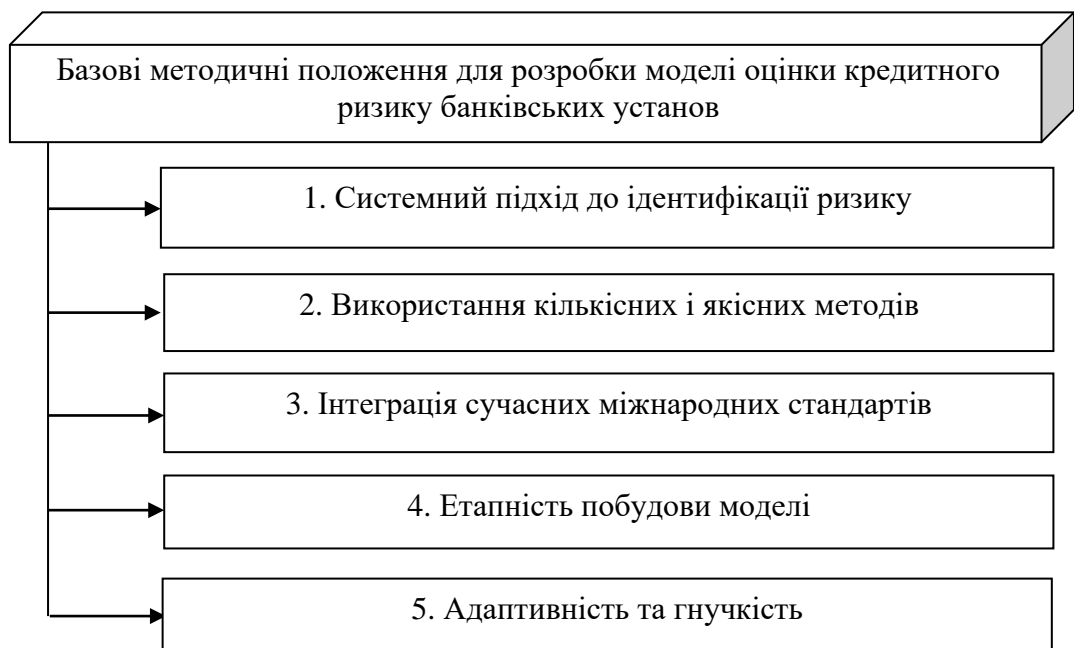 Базові методичні положення для розробки моделі оцінки кредитного
ризику банківських установ
1. Системний підхід до ідентифікації ризику
2. Використання кількісних і якісних методів
3. Інтеграція сучасних міжнародних стандартів
4. Етапність побудови моделі
5. Адаптивність та гнучкість